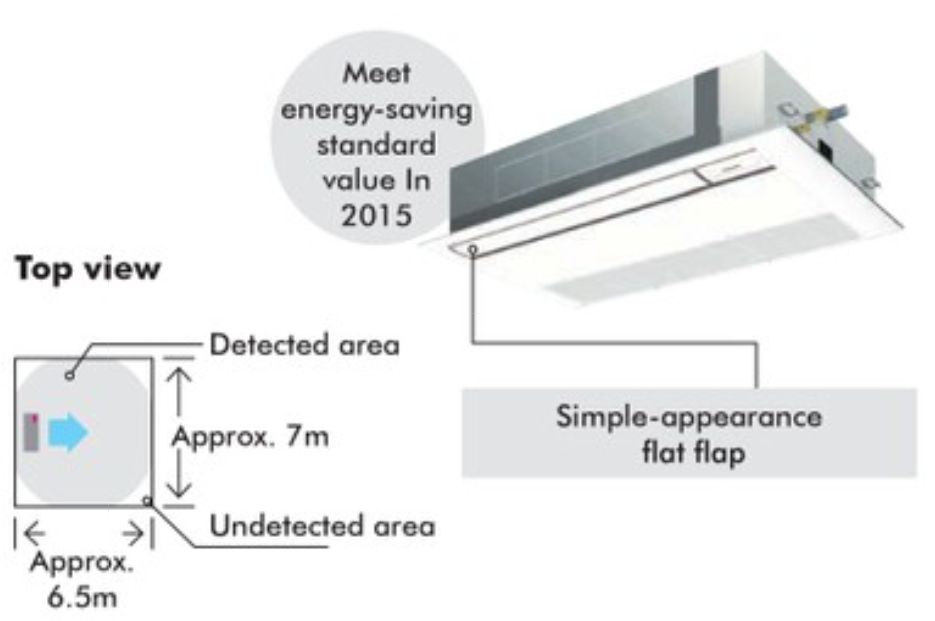 Meet
energy-saving
standard
value In
2015
Top view
Detected area
Approx. 7m
Simple-appearance
flat flap
Undetected area
Approx.
6.5m